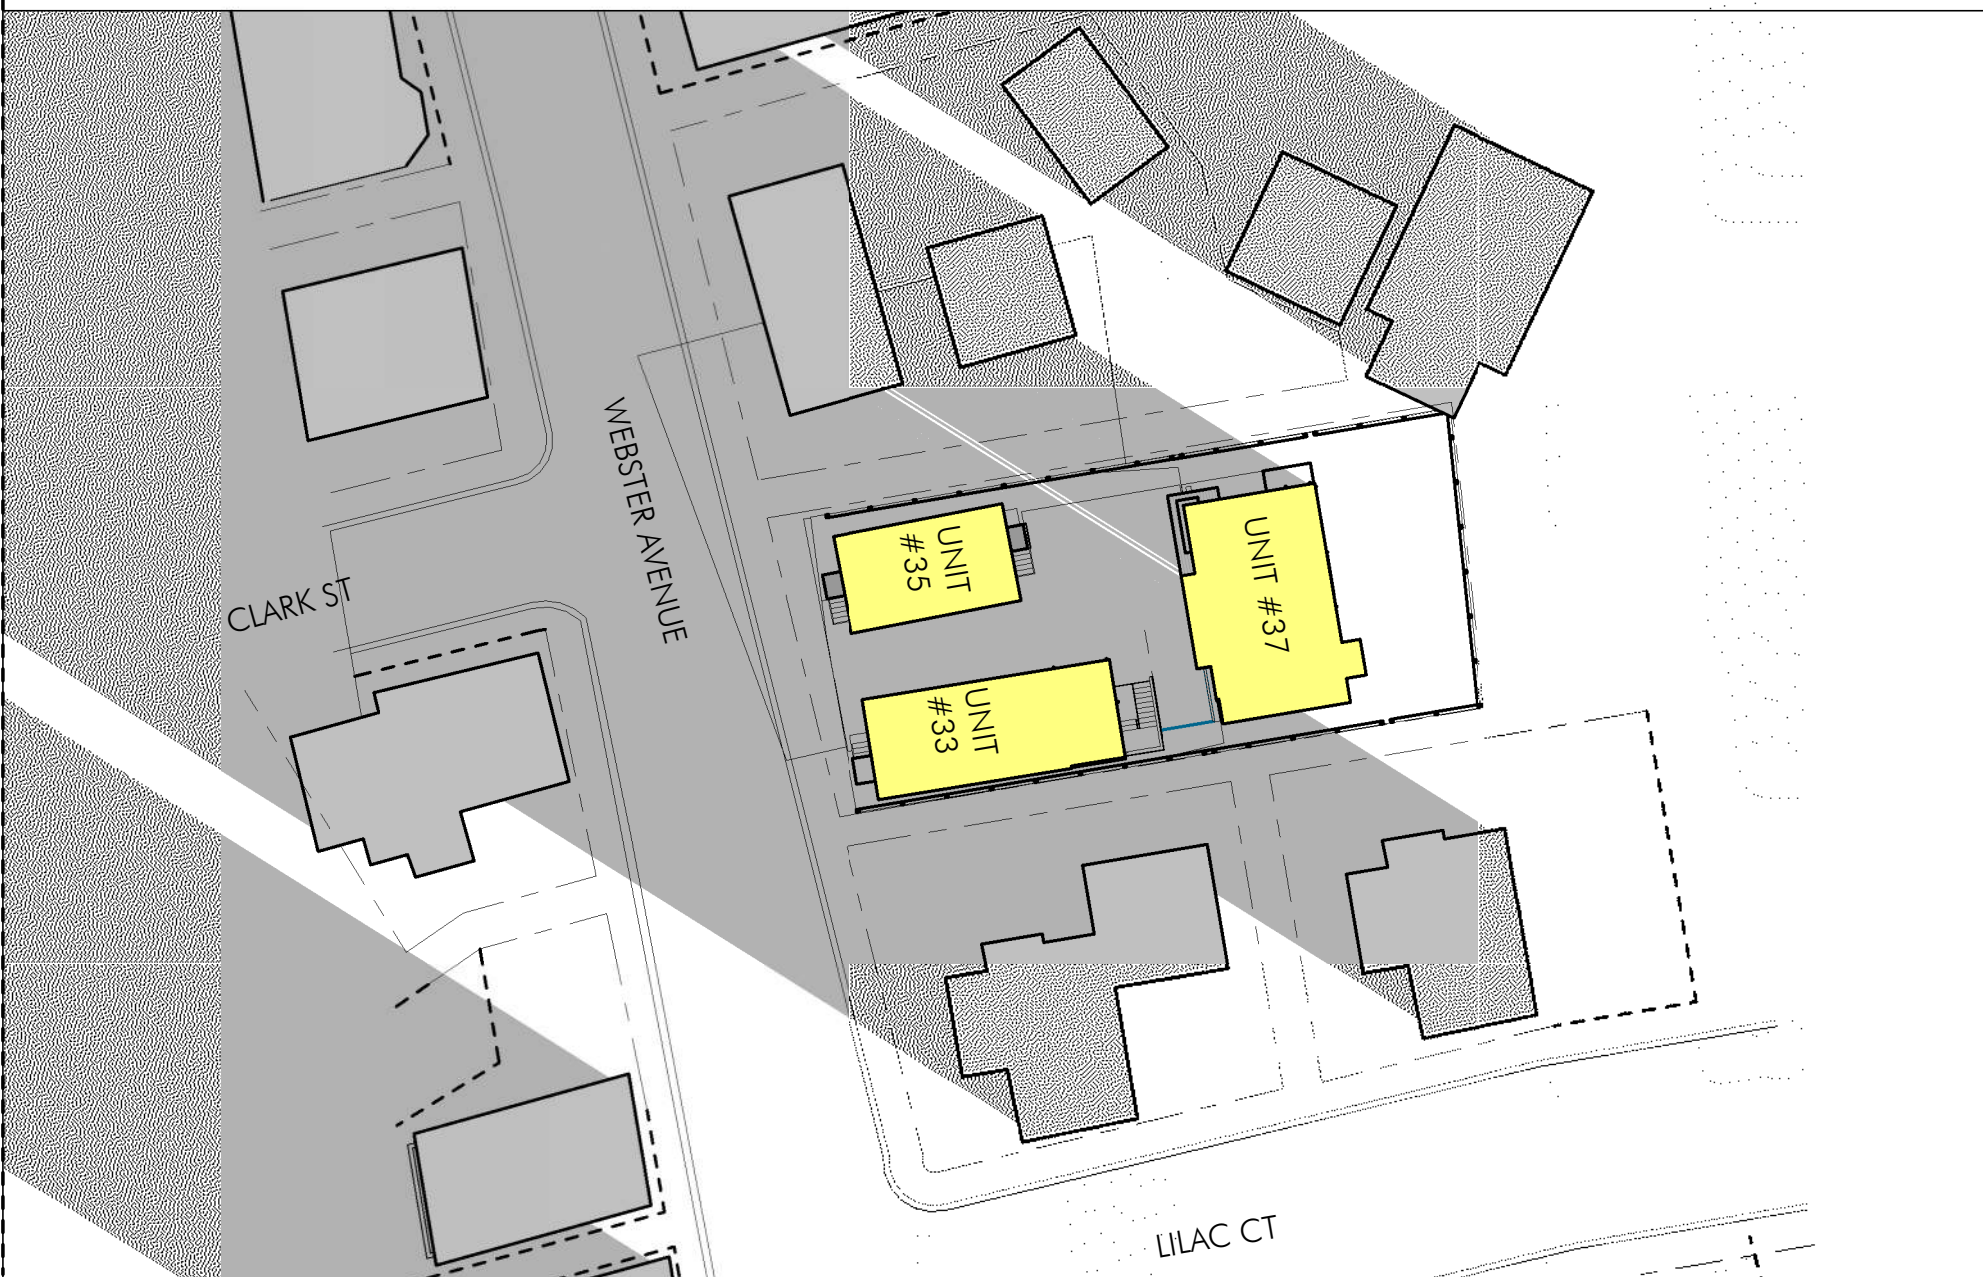 WEBSTER AVENUE
CLARK ST
UNIT
#35
UNIT #37
UNIT
#33
LILAC CT